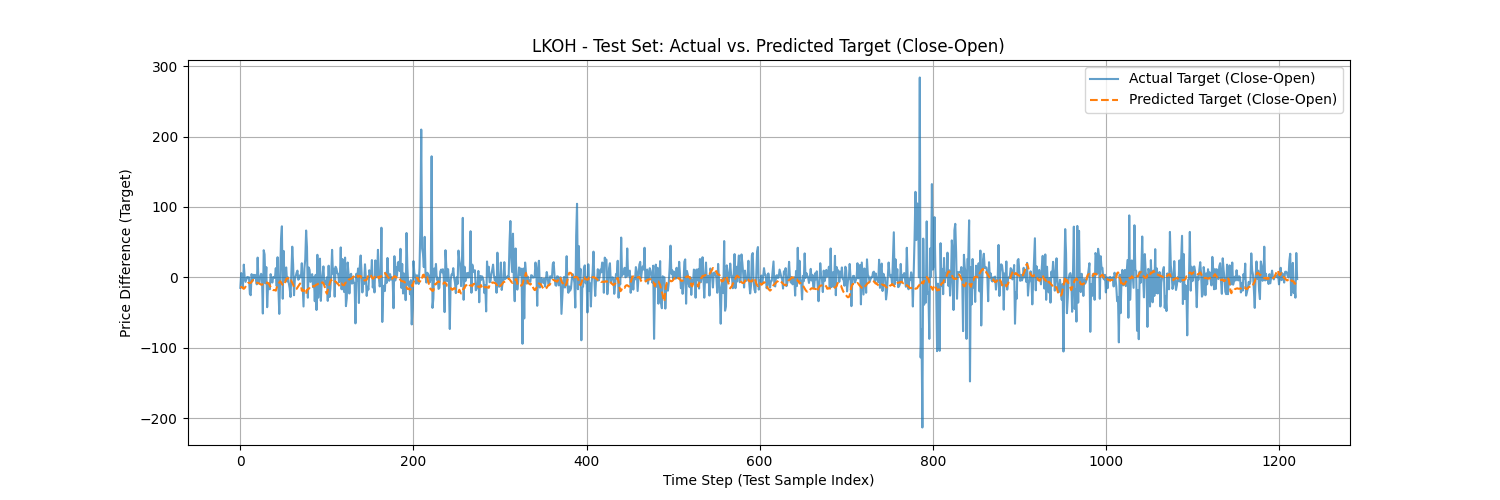 LKOH - Test Set: Actual vs. Predicted Target (Close-Open)
Actual Target (Close-Open)
Predicted Target (Close-Open)
Price Difference (Target)
300
200
100
0
−100
−200
0
200
400
600
800
1000
1200
Time Step (Test Sample Index)